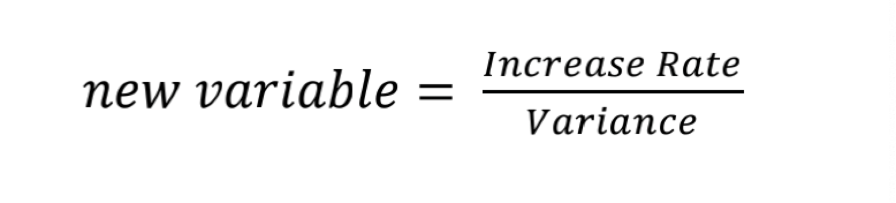 new variable = Increase Rate
Variance